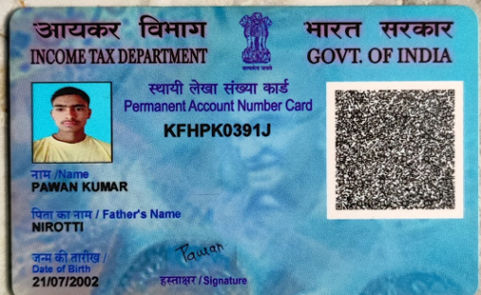 आयकर विभाग
INCOME TAX DEPARTMENT
भारत सरकार
GOVT. OF INDIA
स्थायी लेखा संख्या कार्ड
Permanent Account Number Card
KFHPK0391J
नाम /Name
PAWAN KUMAR
पिता का नाम / Father's Name
NIROTTI
जन्म की तारीख /
Date of Birth
21/07/2002
Pawan
हस्ताक्षर / Signature